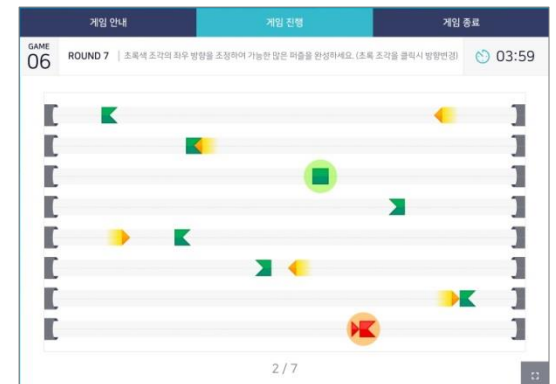 게임 안내
게임 진행
게임 종료
GAME
06
ROUND 7
초록색 조각의 좌우 방향을 조정하여 가능한 많은 퍼즐을 완성하세요. (초록 조각을 클릭시 방향변경)
03:59
2 / 7